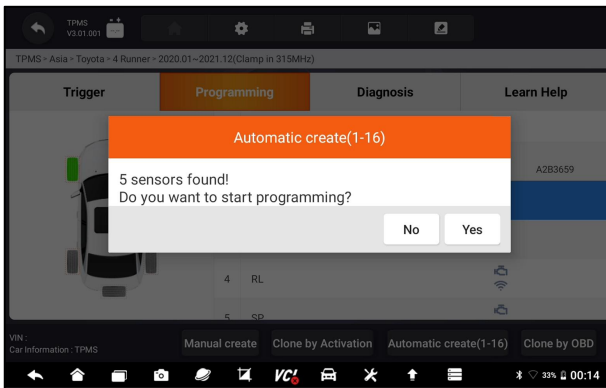 TPMS
V3.01.001
TPMS > Asia > Toyota > 4 Runner > 2020.01~2021.12(Clamp in 315MHz)
Trigger
Programming
Diagnosis
Learn Help
Automatic create(1-16)
5 sensors found!
Do you want to start programming?
No
Yes
A2B3659
4 RL
5 SP
VIN :
Car Information : TPMS
Manual create
Clone by Activation
Automatic create(1-16)
Clone by OBD
VCI
33%
00:14